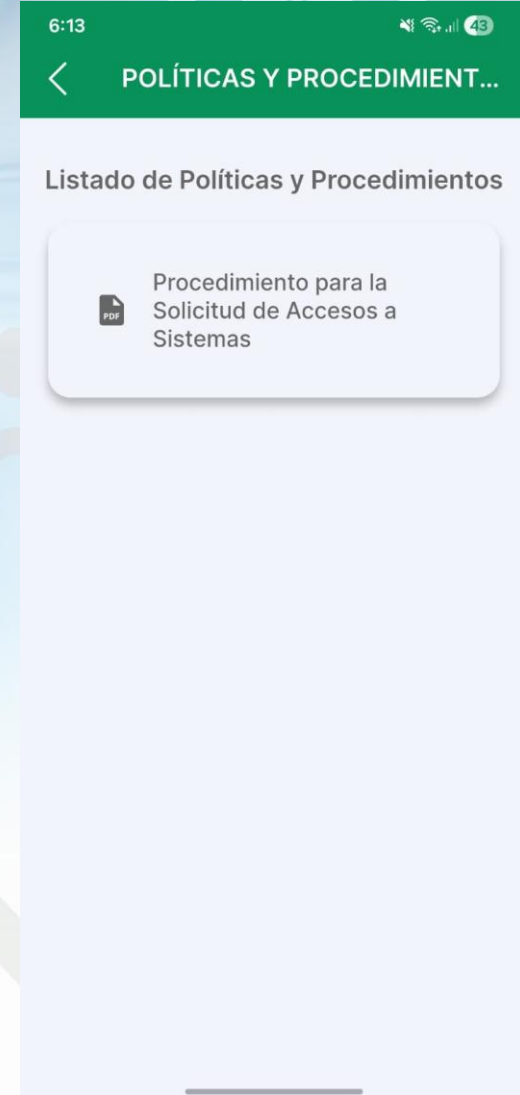 6:13
43
POLÍTICAS Y PROCEDIMIENT...
Listado de Políticas y Procedimientos
PDF
Procedimiento para la
Solicitud de Accesos a
Sistemas